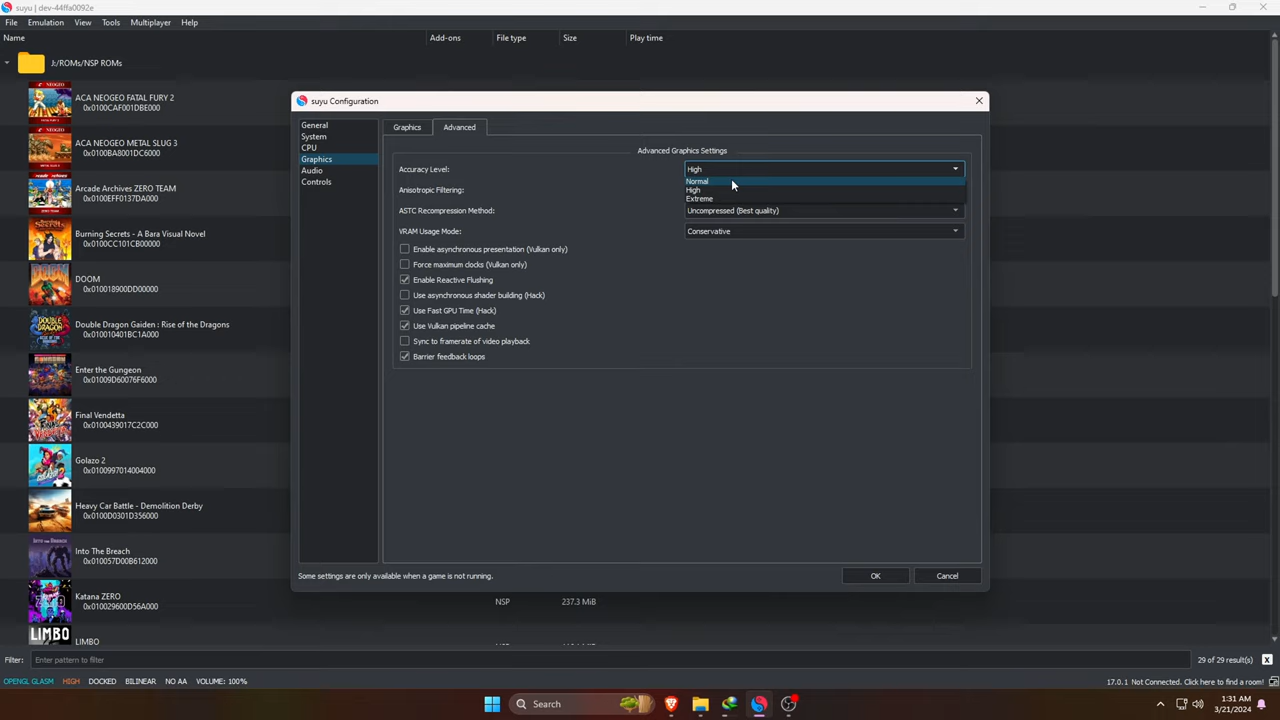 suyu | dev-44ffa0092e
File Emulation View Tools Multiplayer Help
Name Add-ons File type Size Play time
J:/ROMs/NSP ROMs
ACA NEOGEO FATAL FURY 2
0x0100CAF001DBE000
ACA NEOGEO METAL SLUG 3
0x0100BA8001DC6000
Arcade Archives ZERO TEAM
0x0100EFF0137DA000
Burning Secrets - A Bara Visual Novel
0x0100CC101CB00000
DOOM
0x010018900DD00000
Double Dragon Gaiden : Rise of the Dragons
0x010010401BC1A000
Enter the Gungeon
0x01009D60076F6000
Final Vendetta
0x0100439017C2C000
Golazo 2
0x0100997014004000
Heavy Car Battle - Demolition Derby
0x0100D0301D356000
Into The Breach
0x010057D00B612000
Katana ZERO
0x010029600D56A000
NSP 237.3 MiB
LIMBO
LIMBO
suyu Configuration
General
System
CPU
Graphics
Audio
Controls
Graphics Advanced
Advanced Graphics Settings
Accuracy Level: High
Normal
High
Extreme
Anisotropic Filtering:
ASTC Recompression Method: Uncompressed (Best quality)
VRAM Usage Mode: Conservative
Enable asynchronous presentation (Vulkan only)
Force maximum clocks (Vulkan only)
Enable Reactive Flushing
Use asynchronous shader building (Hack)
Use Fast GPU Time (Hack)
Use Vulkan pipeline cache
Sync to framerate of video playback
Barrier feedback loops
Some settings are only available when a game is not running.
OK Cancel
Filter: Enter pattern to filter 29 of 29 result(s) X
OPENGL GLASM HIGH DOCKED BILINEAR NO AA VOLUME: 100% 17.0.1 Not Connected. Click here to find a room!
Search
1:31 AM
3/21/2024